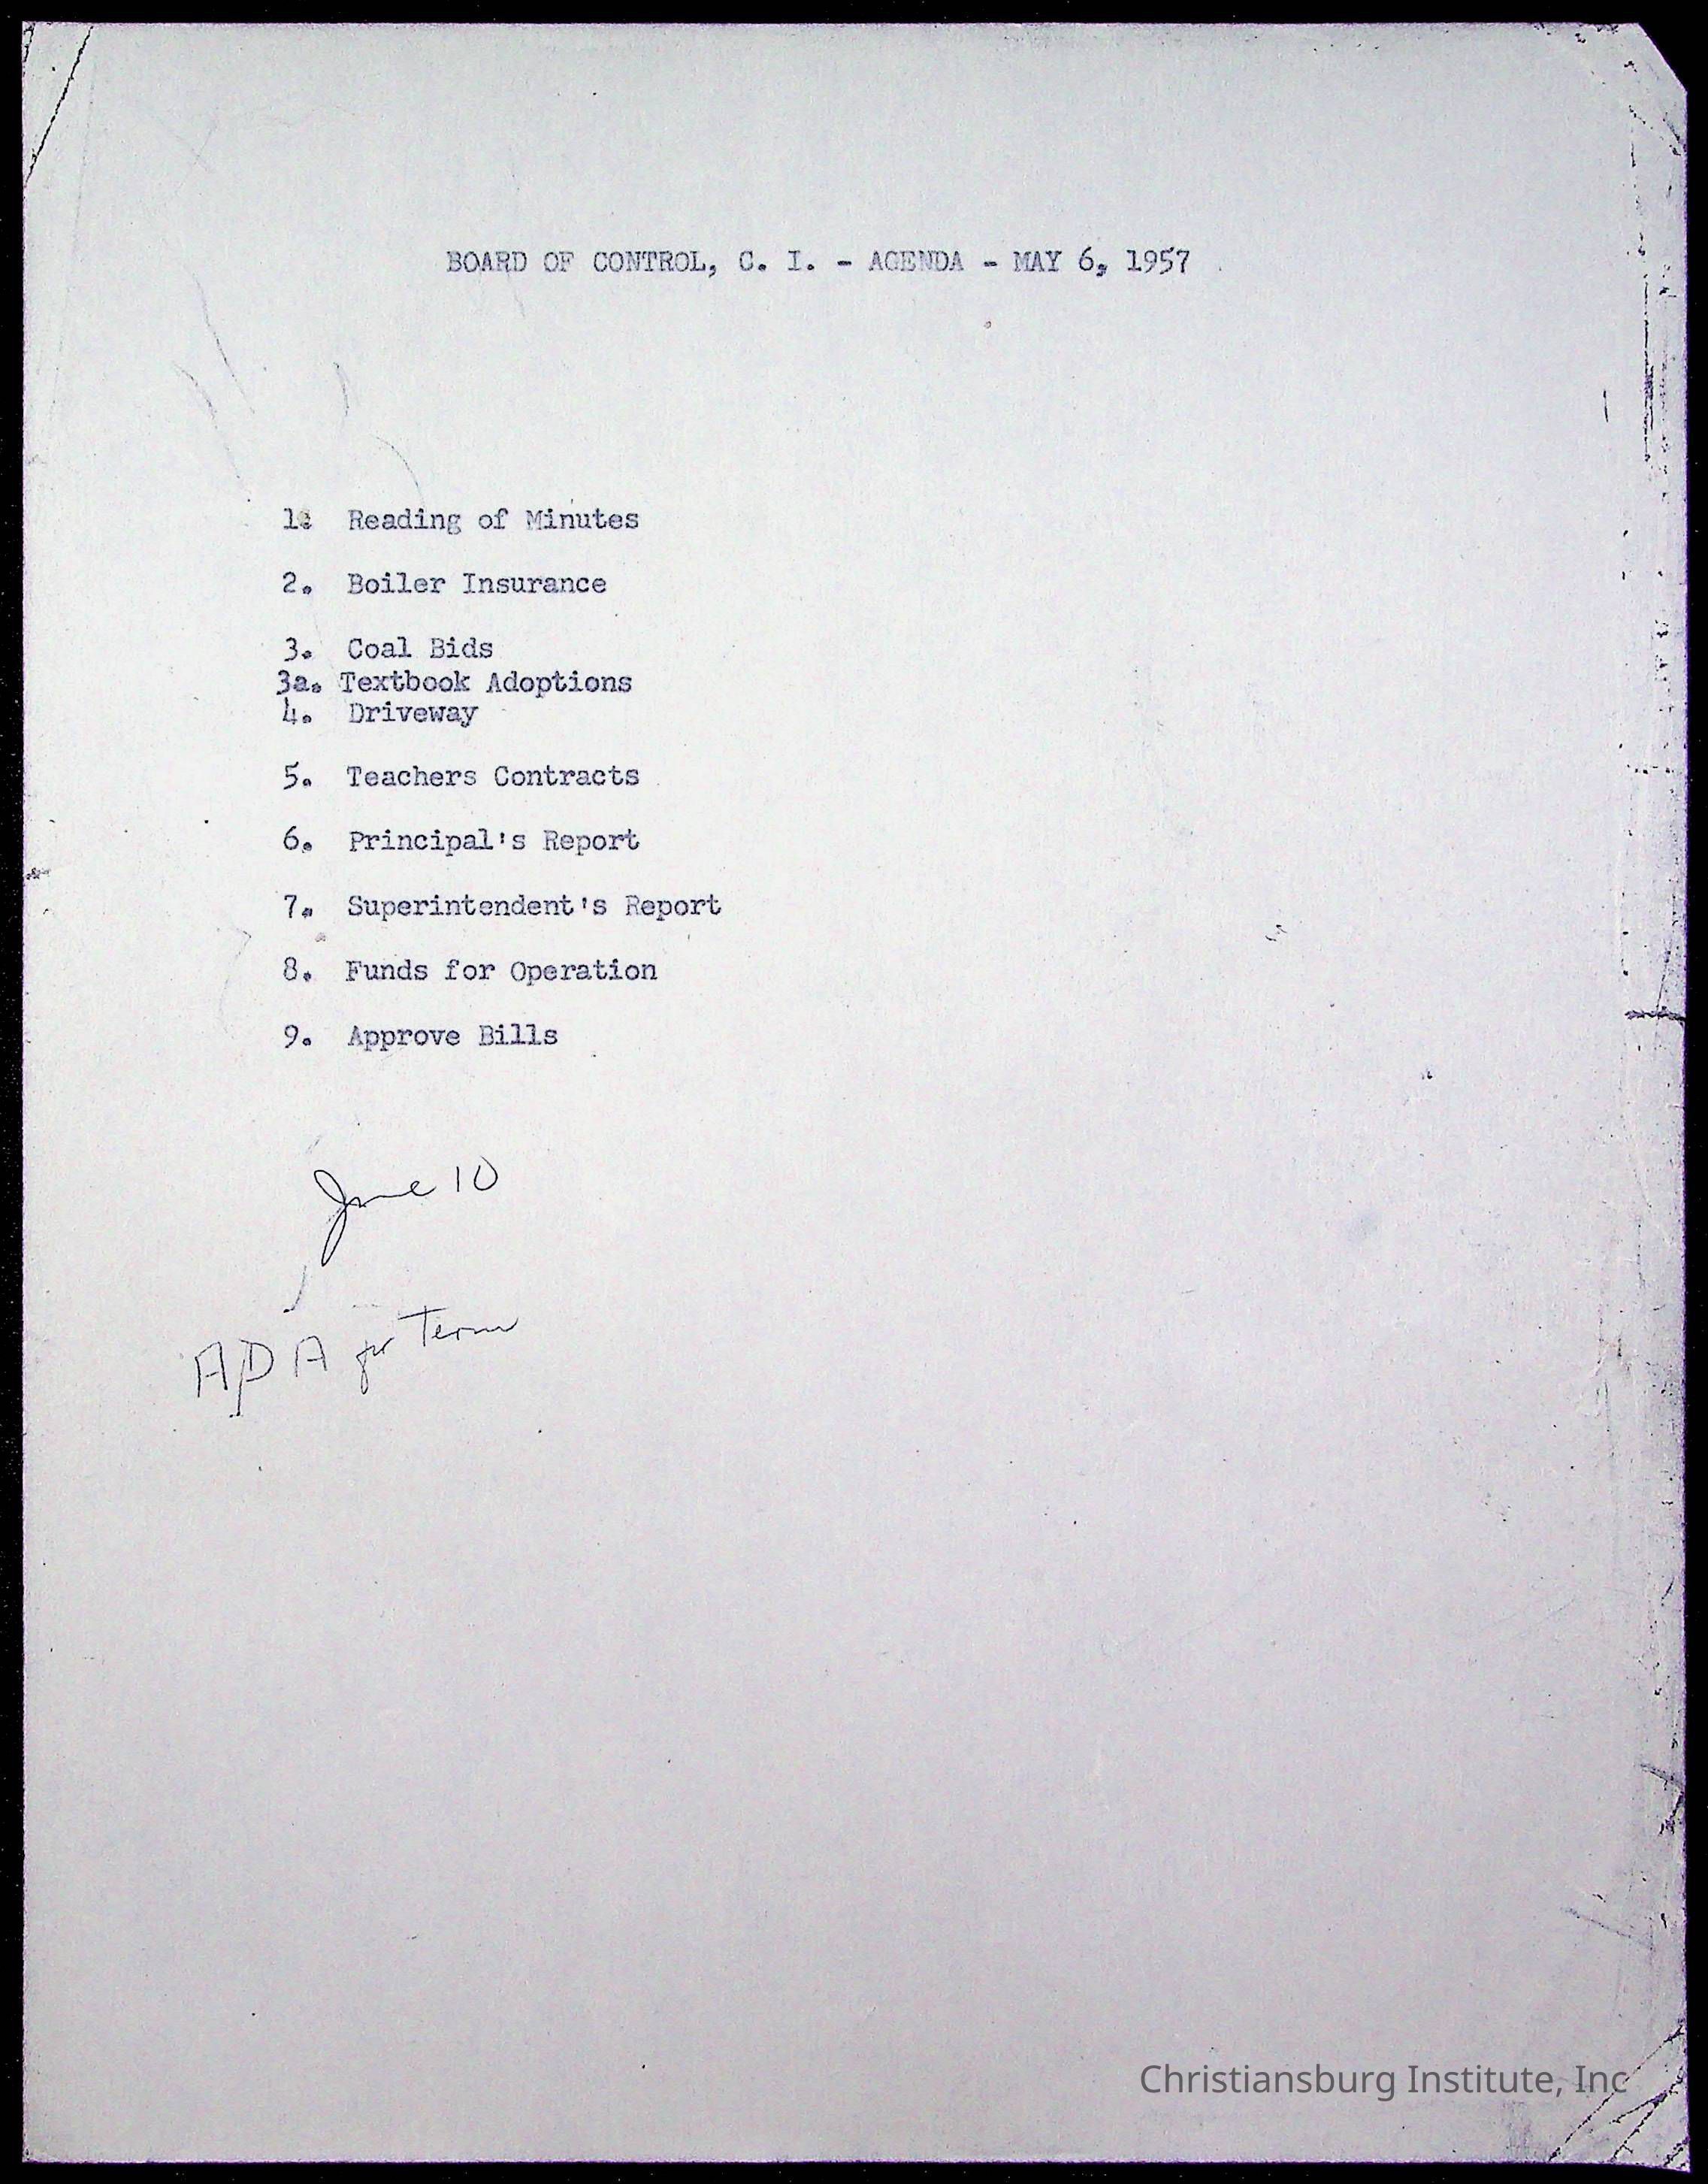 BOARD OF CONTROL, C. I. - AGENDA - MAY 6, 1957
1. Reading of Minutes
2. Boiler Insurance
3. Coal Bids
3a. Textbook Adoptions
4. Driveway
5. Teachers Contracts
6. Principal's Report
7. Superintendent's Report
8. Funds for Operation
9. Approve Bills
June 10
ADA for Term
Christiansburg Institute, Inc